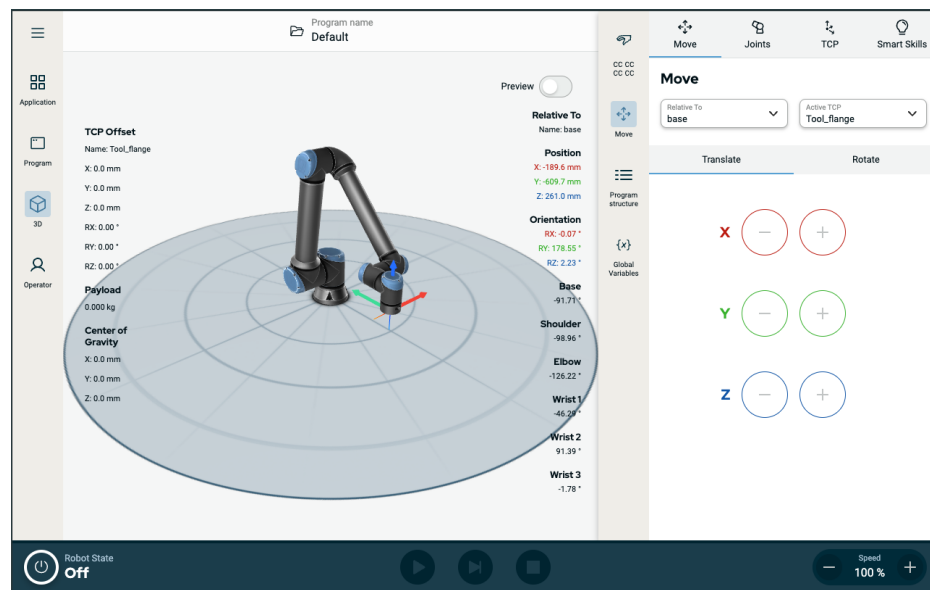 Program name
Default
Application
Program
3D
Operator
Preview
TCP Offset
Name: Tool_flange
X: 0.0 mm
Y: 0.0 mm
Z: 0.0 mm
RX: 0.00 °
RY: 0.00 °
RZ: 0.00 °
Payload
0.000 kg
Center of
Gravity
X: 0.0 mm
Y: 0.0 mm
Z: 0.0 mm
Relative To
Name: base
Position
X: -189.6 mm
Y: -609.7 mm
Z: 261.0 mm
Orientation
RX: -0.07 °
RY: 178.55 °
RZ: 2.23 °
Base
-91.71 °
Shoulder
-98.96 °
Elbow
-126.22 °
Wrist 1
-46.29 °
Wrist 2
91.39 °
Wrist 3
-1.78 °
CC CC
CC CC
Move
Program
structure
{x}
Global
Variables
Move
Joints
TCP
Smart Skills
Move
Relative To
base
Active TCP
Tool_flange
Translate
Rotate
X
Y
Z
Robot State
Off
Speed
100 %